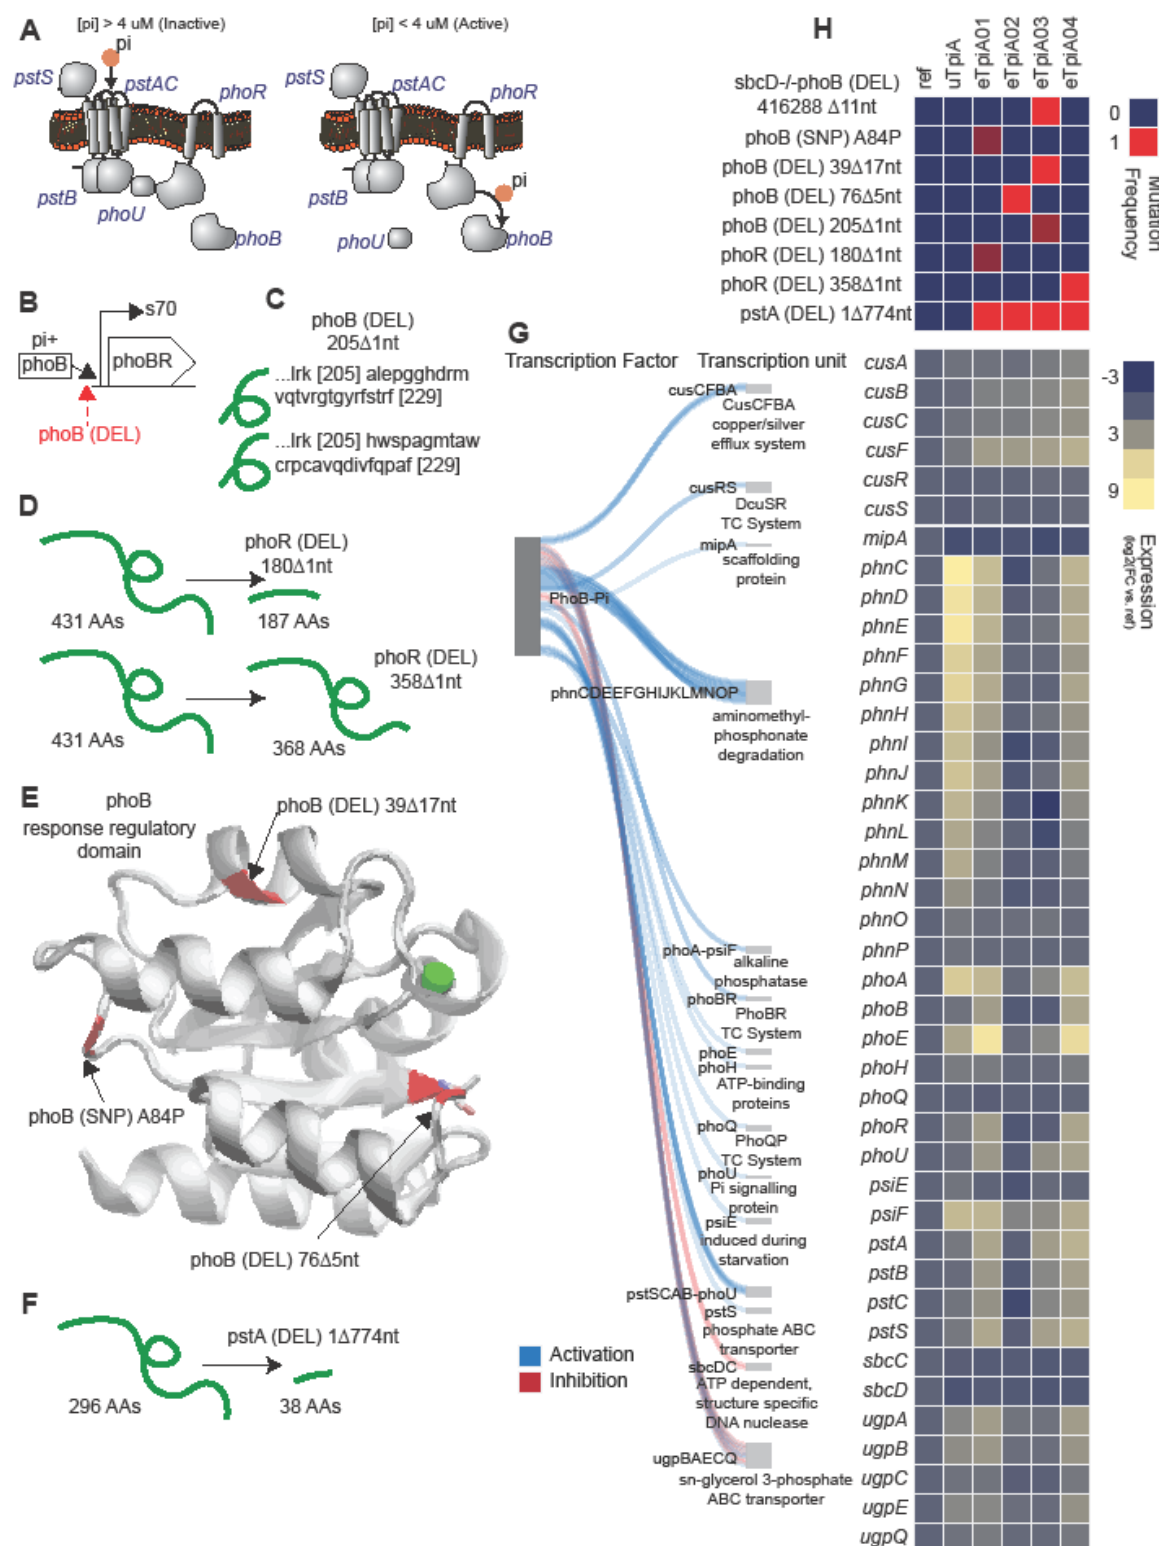 A
[pi] > 4 uM (Inactive)
pi
pstS
pstAC
phoR
pstB
phoU
phoB
[pi] < 4 uM (Active)
pstS
pstAC
phoR
pi
pstB
phoU
phoB
B
s70
pi+
phoB
phoBR
phoB (DEL)
C
phoB (DEL)
205Δ1nt
...lrk [205] alepgghdrm
vqtvrgtgyrfstrf [229]
...lrk [205] hwspagmtaw
crpcavqdivfqpaf [229]
D
phoR (DEL)
180Δ1nt
431 AAs
187 AAs
phoR (DEL)
358Δ1nt
431 AAs
368 AAs
E
phoB
response regulatory
domain
phoB (DEL) 39Δ17nt
phoB (SNP) A84P
phoB (DEL) 76Δ5nt
F
pstA (DEL) 1Δ774nt
296 AAs
38 AAs
G
Transcription Factor
Transcription unit
PhoB-Pi
cusCFBA
CusCFBA
copper/silver
efflux system
cusRS
DcuSR
TC System
mipA
scaffolding
protein
phnCDEEFGHIJKLMNOP
aminomethyl-
phosphonate
degradation
phoA-psiF
alkaline
phosphatase
phoBR
PhoBR
TC System
phoE
phoH
ATP-binding
proteins
phoQ
PhoQP
TC System
phoU
Pi signalling
protein
psiE
induced during
starvation
pstSCAB-phoU
pstS
phosphate ABC
transporter
sbcDC
ATP dependent,
structure specific
DNA nuclease
ugpBAECQ
sn-glycerol 3-phosphate
ABC transporter
Activation
Inhibition
H
ref
uTpiA
eTpiA01
eTpiA02
eTpiA03
eTpiA04
sbcD-/-phoB (DEL)
416288 Δ11nt
phoB (SNP) A84P
phoB (DEL) 39Δ17nt
phoB (DEL) 76Δ5nt
phoB (DEL) 205Δ1nt
phoR (DEL) 180Δ1nt
phoR (DEL) 358Δ1nt
pstA (DEL) 1Δ774nt
0
1
Mutation
Frequency
cusA
cusB
cusC
cusF
cusR
cusS
mipA
phnC
phnD
phnE
phnF
phnG
phnH
phnI
phnJ
phnK
phnL
phnM
phnN
phnO
phnP
phoA
phoB
phoE
phoH
phoQ
phoR
phoU
psiE
psiF
pstA
pstB
pstC
pstS
sbcC
sbcD
ugpA
ugpB
ugpC
ugpE
ugpQ
-3
3
9
Expression
(log2(FC vs. ref)